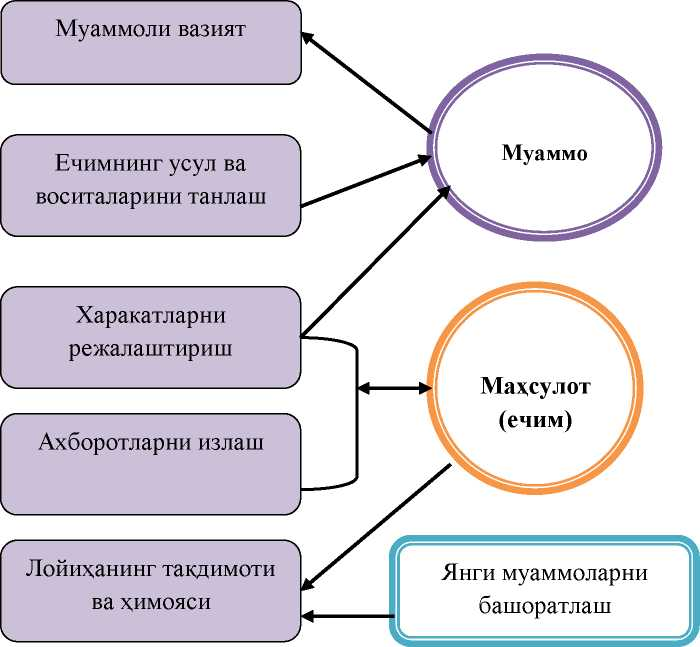 Муаммоли вазият
Муаммо
Ечимнинг усул ва
воситаларини танлаш
Харакатларни
режалаштириш
Маҳсулот
(ечим)
Ахборотларни излаш
Лойиҳанинг тақдимоти
ва ҳимояси
Янги муаммоларни
башоратлаш